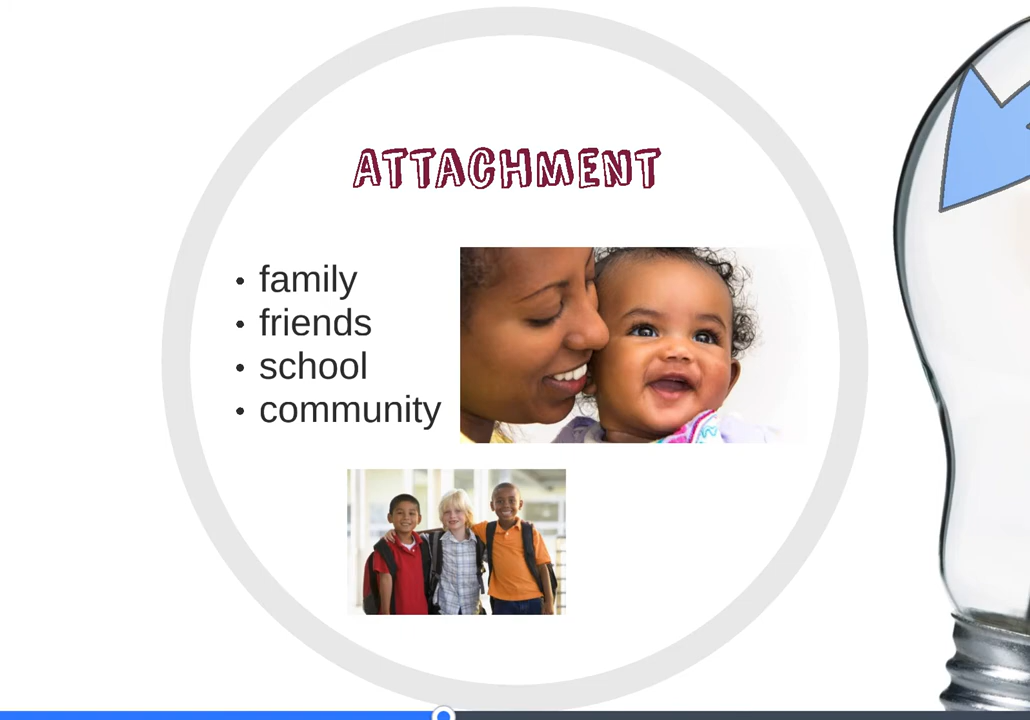 ATTACHMENT
• family
• friends
• school
• community